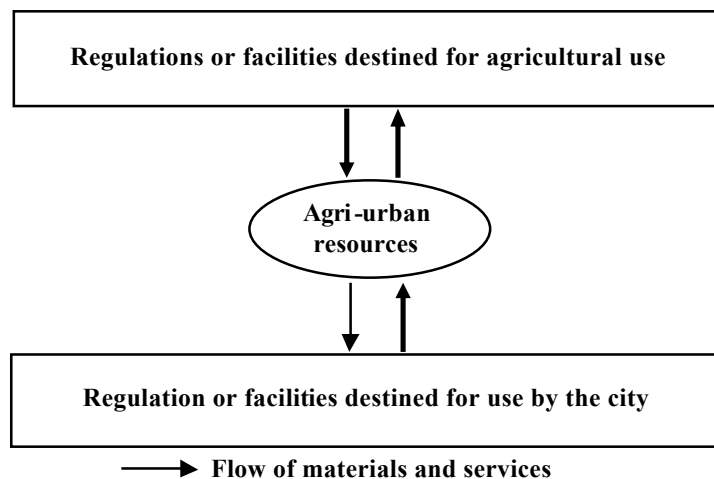 Regulations or facilities destined for agricultural use
Agri-urban
resources
Regulation or facilities destined for use by the city
Flow of materials and services